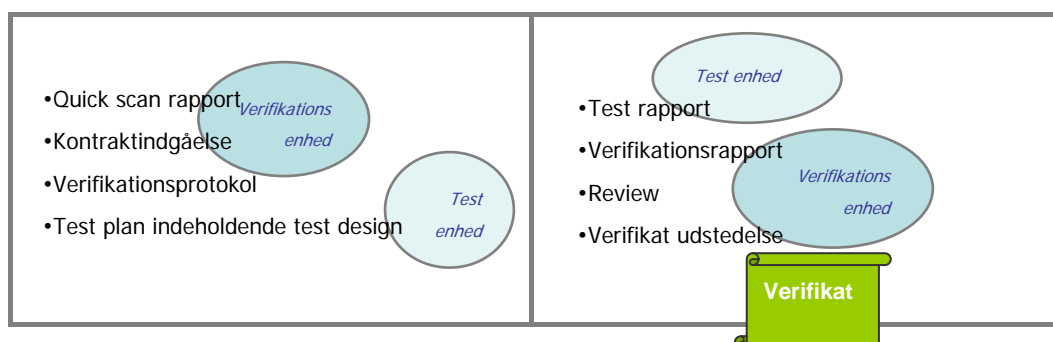 •Quick scan rapport
•Kontraktindgåelse
•Verifikationsprotokol
•Test plan indeholdende test design
Verifikations
enhed
Test
enhed
Test enhed
•Test rapport
•Verifikationsrapport
•Review
•Verifikat udstedelse
Verifikations
enhed
Verifikat